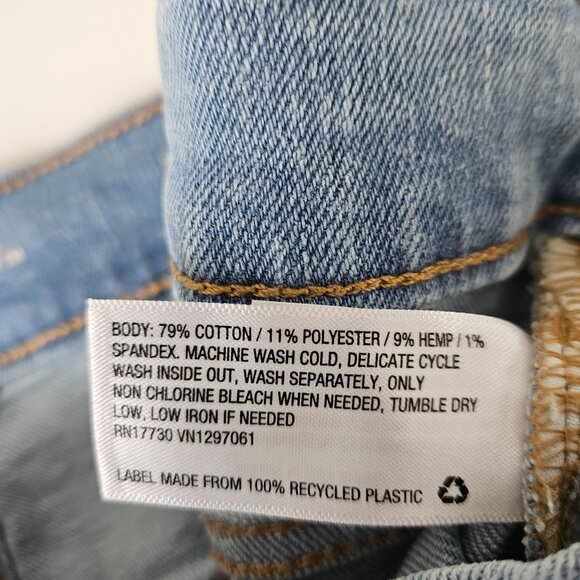 BODY: 79% COTTON / 11% POLYESTER / 9% HEMP / 1%
SPANDEX. MACHINE WASH COLD, DELICATE CYCLE
WASH INSIDE OUT, WASH SEPARATELY, ONLY
NON CHLORINE BLEACH WHEN NEEDED, TUMBLE DRY
LOW, LOW IRON IF NEEDED
RN17730 VN1297061
LABEL MADE FROM 100% RECYCLED PLASTIC